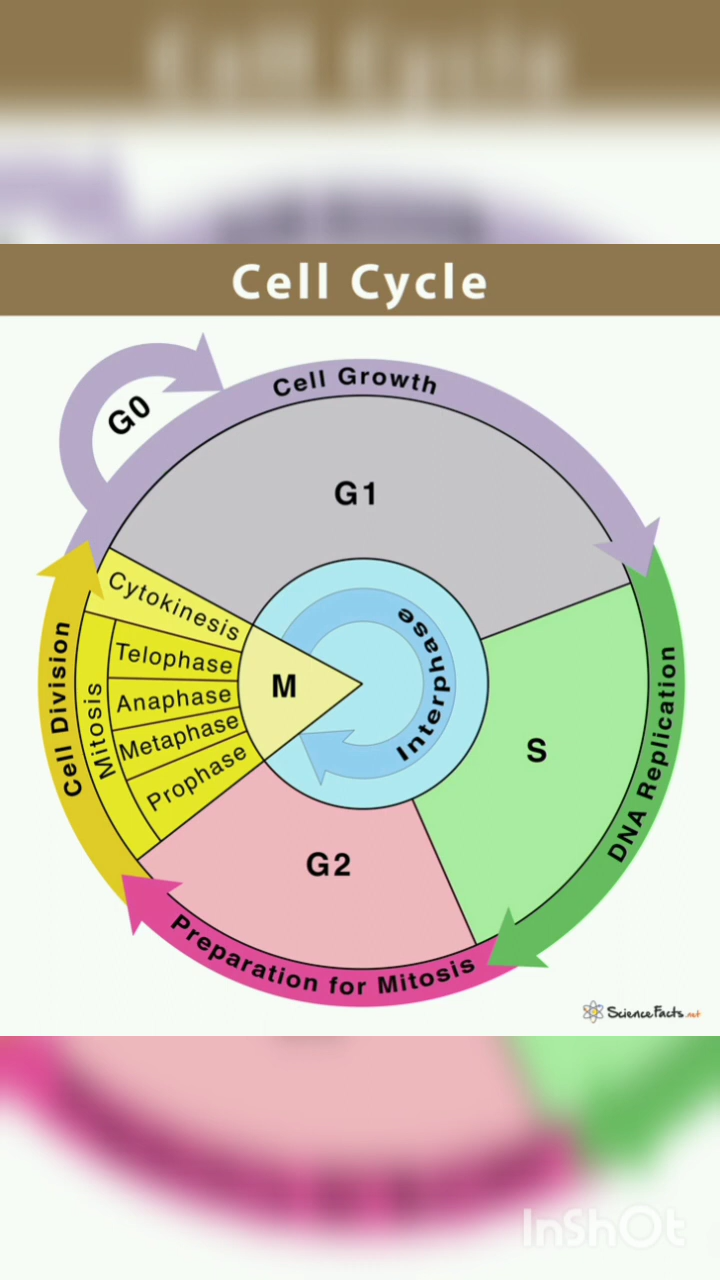 Cell Cycle
G0
Cell Growth
G1
Cytokinesis
Telophase
Anaphase
Metaphase
Prophase
Mitosis
Cell Division
M
Interphase
S
DNA Replication
G2
Preparation for Mitosis
ScienceFacts.net
InShOt